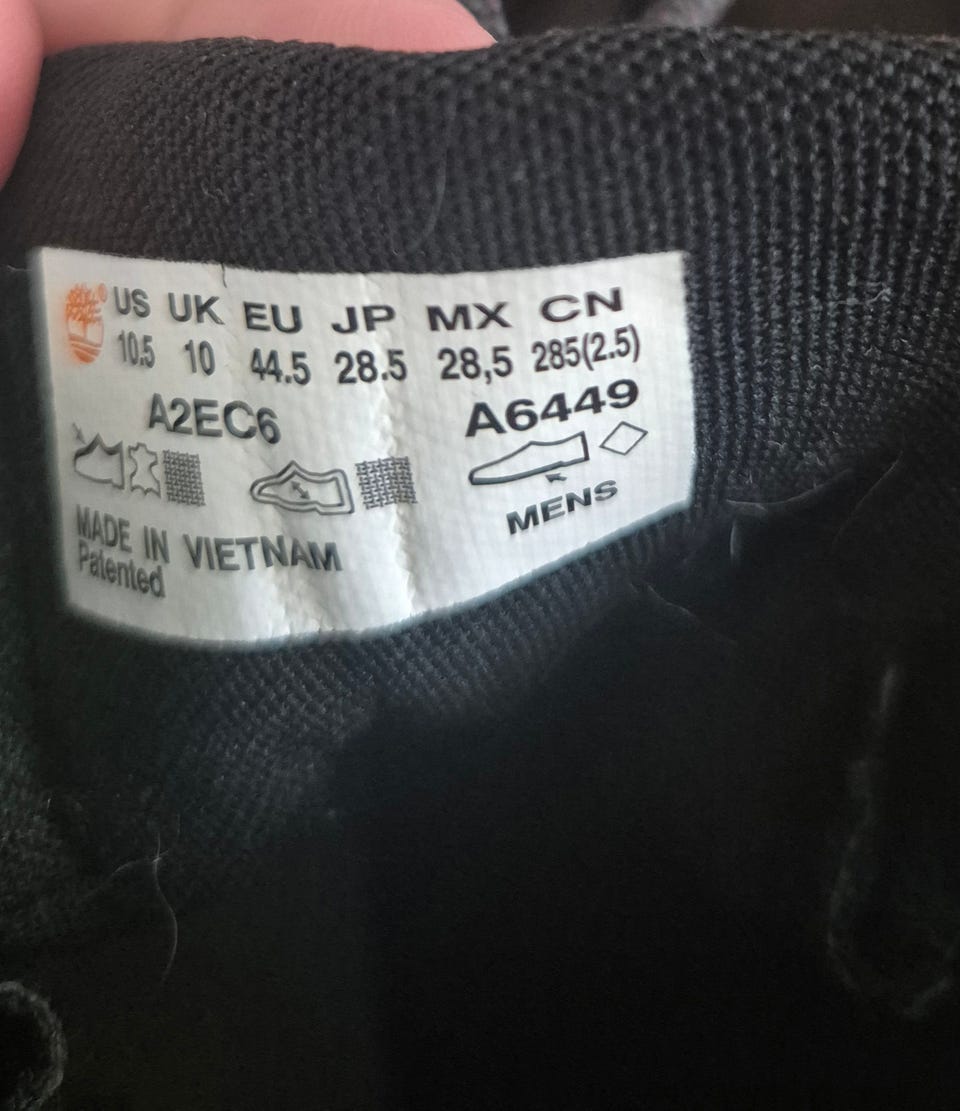 US UK EU JP MX CN
10.5 10 44.5 28.5 28,5 285(2.5)
A2EC6 A6449
MENS
MADE IN VIETNAM
Patented